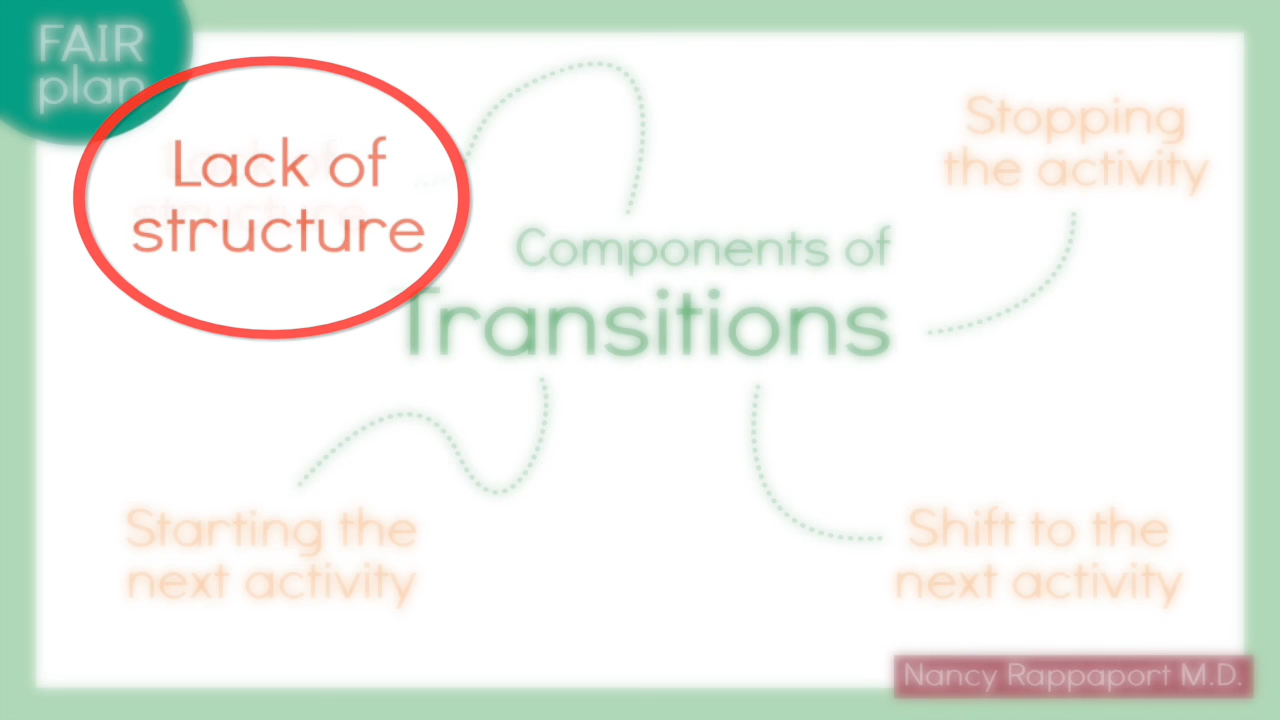 FAIR
plan
Lack of
structure
Stopping
the activity
Components of
Transitions
Starting the
next activity
Shift to the
next activity
Nancy Rappaport M.D.